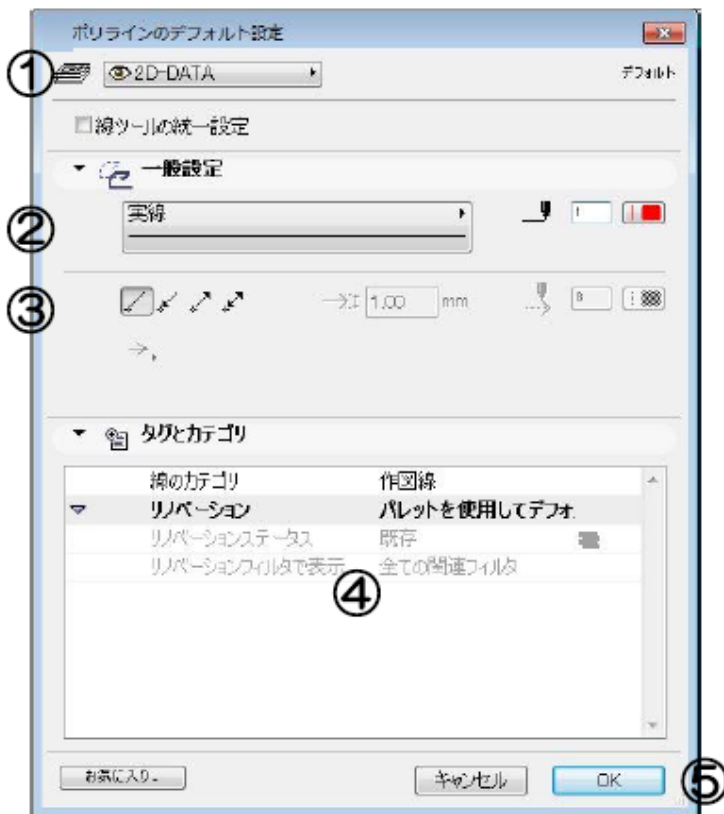 ポリラインのデフォルト設定
① 2D-DATA デフォルト
線ツールの統一設定
一般設定
② 実線 1
③ 1.00 mm 8
タグとカテゴリ
線のカテゴリ 作図線
リノベーション パレットを使用してデフォ.
リノベーションステータス 既存
リノベーションフィルタで表示 全ての関連フィルタ
④
お気に入り.. キャンセル OK ⑤